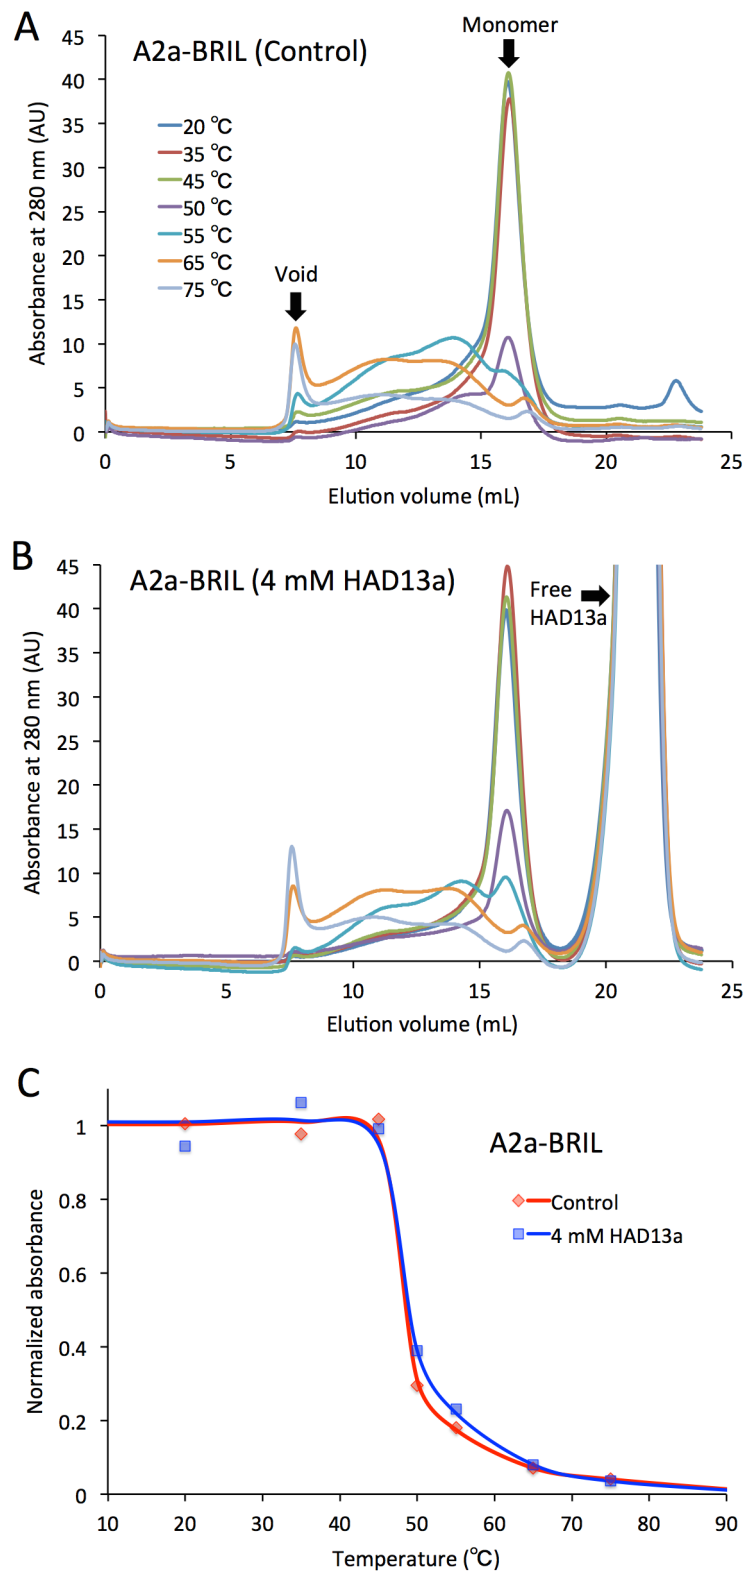 A
A2a-BRIL (Control)
Monomer
Void
20 ℃
35 ℃
45 ℃
50 ℃
55 ℃
65 ℃
75 ℃
Absorbance at 280 nm (AU)
45
40
35
30
25
20
15
10
5
0
0 5 10 15 20 25
Elution volume (mL)
B
A2a-BRIL (4 mM HAD13a)
Free
HAD13a
Absorbance at 280 nm (AU)
45
40
35
30
25
20
15
10
5
0
0 5 10 15 20 25
Elution volume (mL)
C
A2a-BRIL
Control
4 mM HAD13a
Normalized absorbance
1
0.8
0.6
0.4
0.2
0
10 20 30 40 50 60 70 80 90
Temperature (℃)